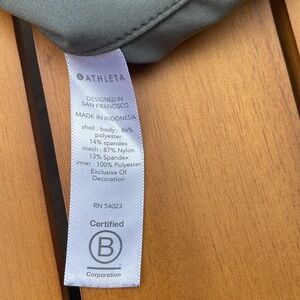 ATHLETA
DESIGNED IN
SAN FRANCISCO
MADE IN INDONESIA
shell : body : 86%
polyester
14% spandex
mesh : 87% Nylon
13% Spandex
inner : 100% Polyester
Exclusive Of
Decoration
RN 54023
Certified
B
Corporation